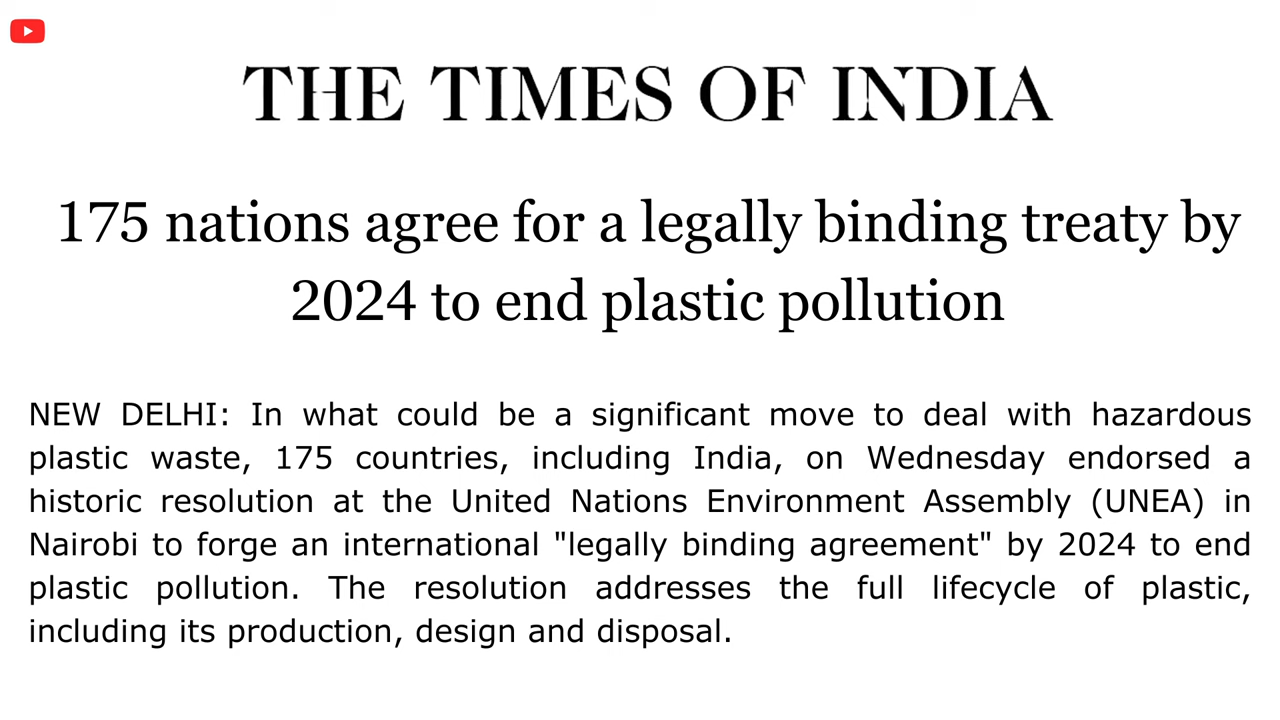 THE TIMES OF INDIA
175 nations agree for a legally binding treaty by
2024 to end plastic pollution
NEW DELHI: In what could be a significant move to deal with hazardous
plastic waste, 175 countries, including India, on Wednesday endorsed a
historic resolution at the United Nations Environment Assembly (UNEA) in
Nairobi to forge an international "legally binding agreement" by 2024 to end
plastic pollution. The resolution addresses the full lifecycle of plastic,
including its production, design and disposal.